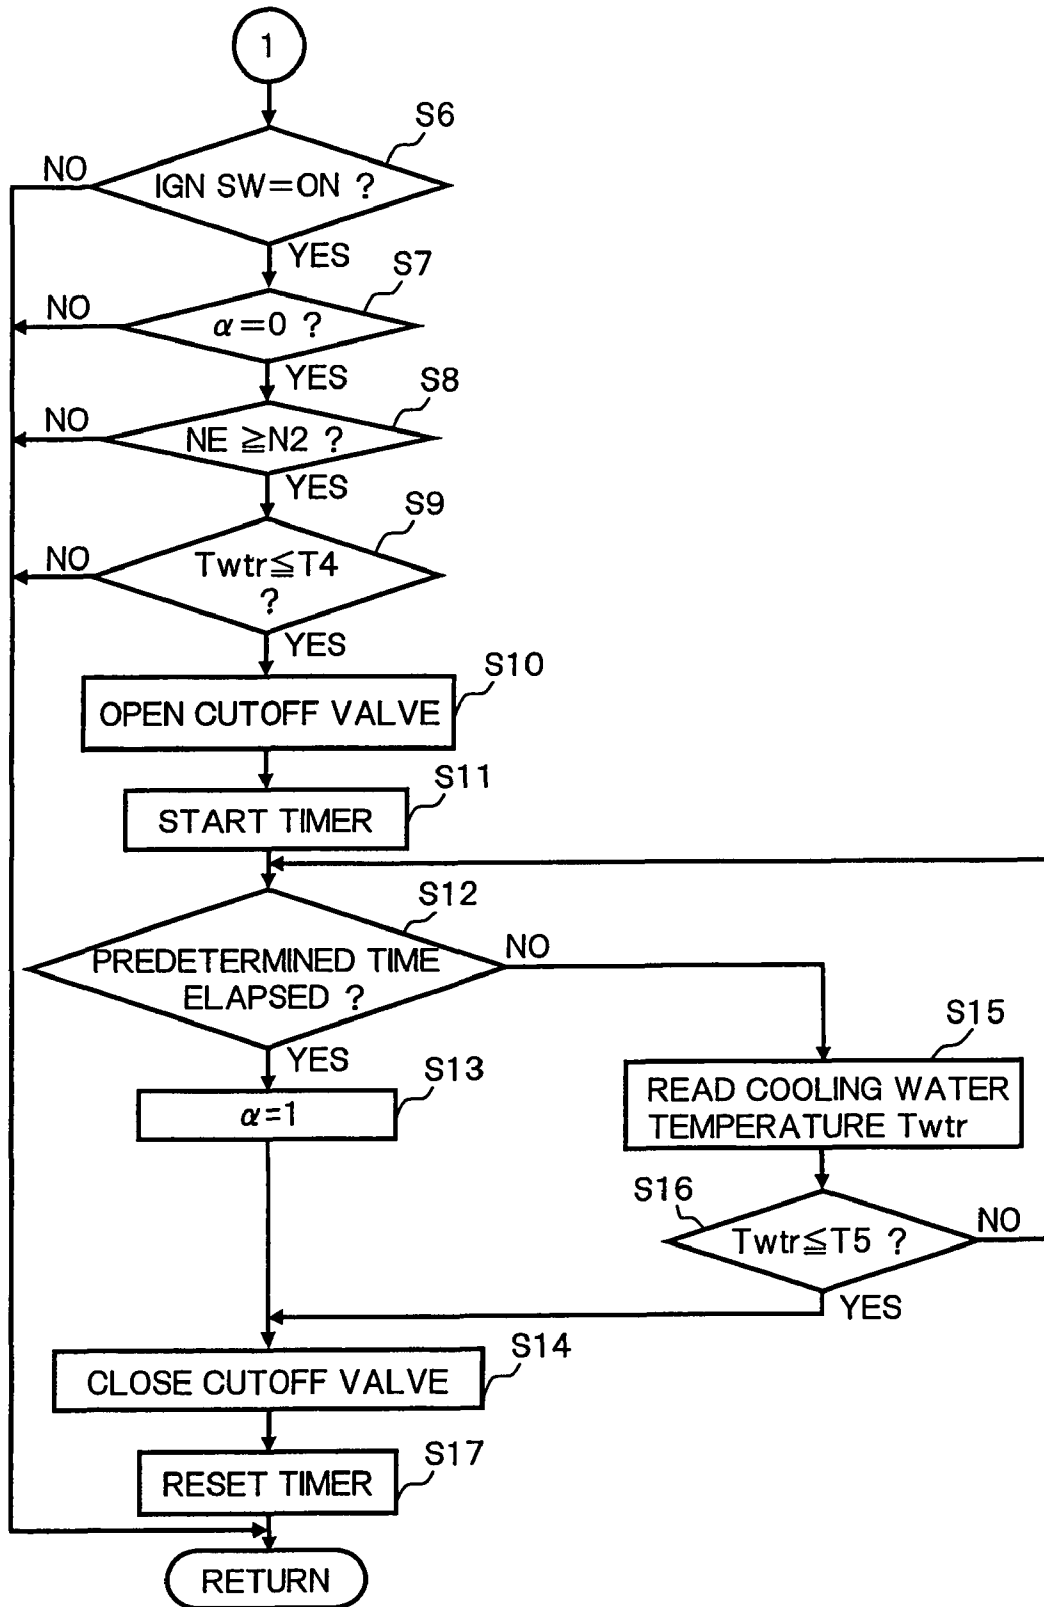 1
S6
NO
IGN SW=ON ?
YES
S7
NO
α=0 ?
YES
S8
NO
NE ≧N2 ?
YES
S9
NO
Twtr≦T4
?
YES
S10
OPEN CUTOFF VALVE
S11
START TIMER
S12
NO
PREDETERMINED TIME
ELAPSED ?
YES
S13
α=1
S15
READ COOLING WATER
TEMPERATURE Twtr
S16
NO
Twtr≦T5 ?
YES
S14
CLOSE CUTOFF VALVE
S17
RESET TIMER
RETURN